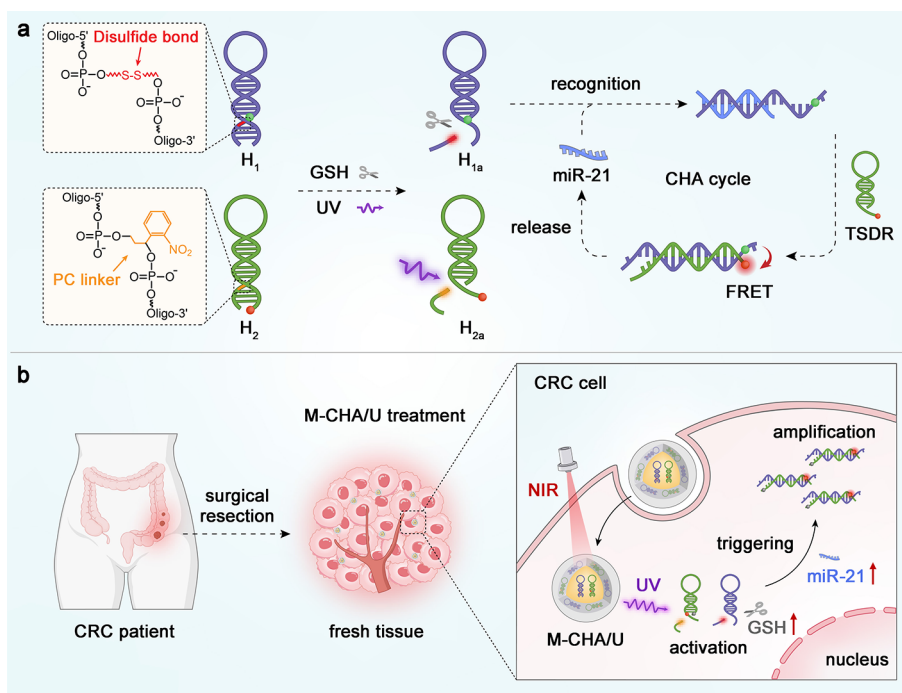 a
Oligo-5'
Disulfide bond
O
O=P—O
S-S
O⁻
O
O=P—O⁻
O
Oligo-3'
H1
Oligo-5'
O
O=P—O
O⁻
NO2
O
PC linker
O=P—O⁻
O
Oligo-3'
H2
GSH
UV
H1a
H2a
recognition
miR-21
CHA cycle
release
TSDR
FRET
b
CRC patient
surgical
resection
M-CHA/U treatment
fresh tissue
CRC cell
NIR
amplification
triggering
miR-21
UV
M-CHA/U
activation
GSH
nucleus